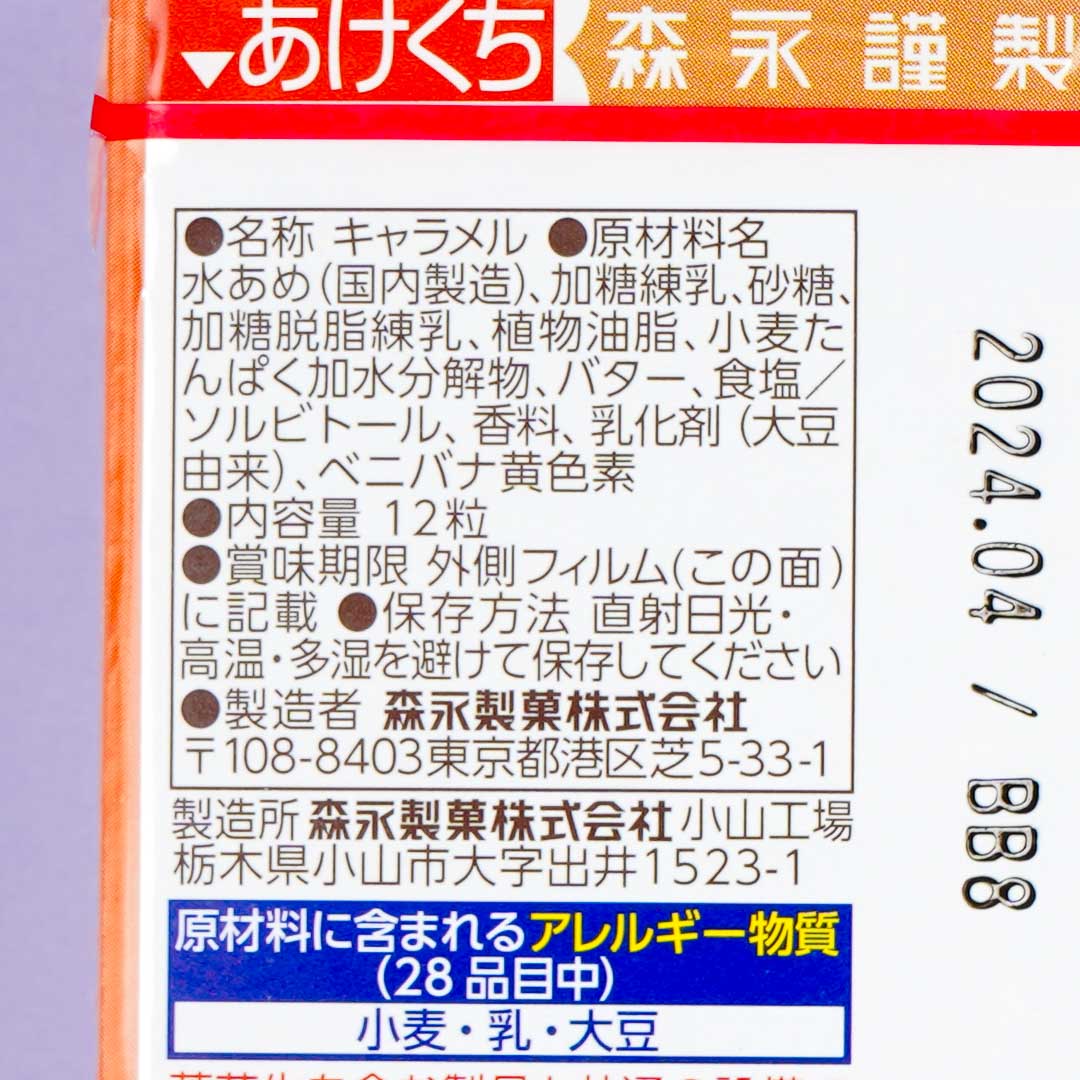 ▼あけくち 森永謹製
●名称 キャラメル ●原材料名
水あめ(国内製造)、加糖練乳、砂糖、
加糖脱脂練乳、植物油脂、小麦た
んぱく加水分解物、バター、食塩／
ソルビトール、香料、乳化剤(大豆
由来)、ベニバナ黄色素
●内容量 12粒
●賞味期限 外側フィルム(この面)
に記載 ●保存方法 直射日光・
高温・多湿を避けて保存してください
●製造者 森永製菓株式会社
〒108-8403東京都港区芝5-33-1
製造所 森永製菓株式会社 小山工場
栃木県小山市大字出井1523-1
原材料に含まれるアレルギー物質
(28品目中)
小麦・乳・大豆
2024.04 / BB8